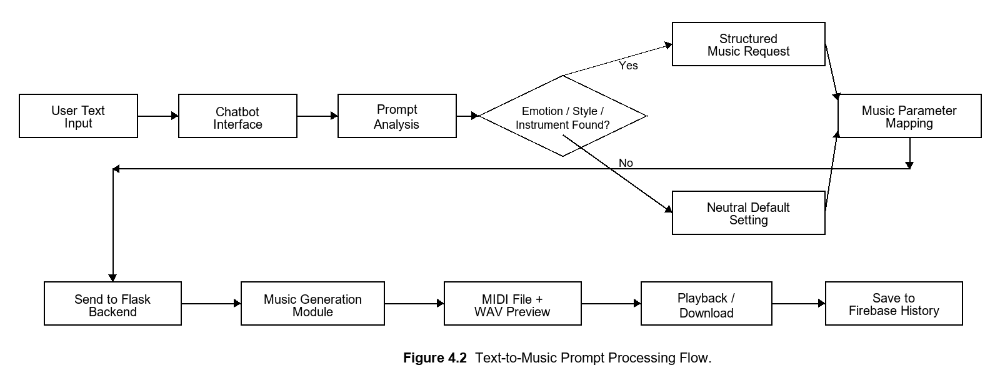 User Text
Input
Chatbot
Interface
Prompt
Analysis
Emotion / Style /
Instrument Found?
Yes
Structured
Music Request
No
Neutral Default
Setting
Music Parameter
Mapping
Send to Flask
Backend
Music Generation
Module
MIDI File +
WAV Preview
Playback /
Download
Save to
Firebase History
Figure 4.2 Text-to-Music Prompt Processing Flow.